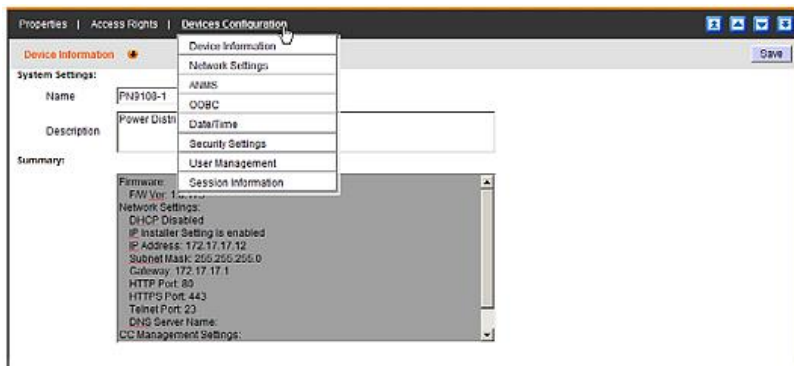 Properties | Access Rights | Devices Configuration
Device Information
Save
Device Information
Network Settings
ANMS
OOBC
Date/Time
Security Settings
User Management
Session Information
System Settings:
Name PN9108-1
Description Power Distri
Summary:
Firmware:
F/W Ver:
Network Settings:
DHCP Disabled
IP Installer Setting is enabled
IP Address: 172.17.17.12
Subnet Mask: 255.255.255.0
Gateway: 172.17.17.1
HTTP Port: 80
HTTPS Port: 443
Telnet Port: 23
DNS Server Name:
CC Management Settings: